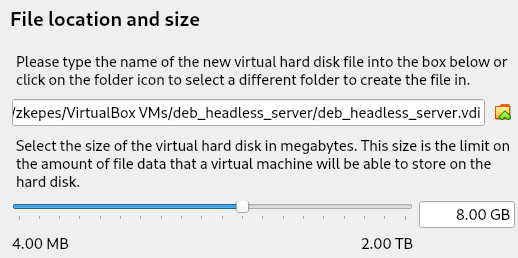 File location and size
Please type the name of the new virtual hard disk file into the box below or
click on the folder icon to select a different folder to create the file in.
/zkepes/VirtualBox VMs/deb_headless_server/deb_headless_server.vdi
Select the size of the virtual hard disk in megabytes. This size is the limit on
the amount of file data that a virtual machine will be able to store on the
hard disk.
8.00 GB
4.00 MB 2.00 TB